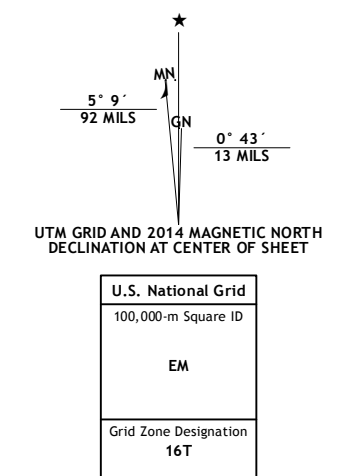 ★
MN
5° 9´
92 MILS
GN
0° 43´
13 MILS
UTM GRID AND 2014 MAGNETIC NORTH
DECLINATION AT CENTER OF SHEET
U.S. National Grid
100,000-m Square ID
EM
Grid Zone Designation
16T